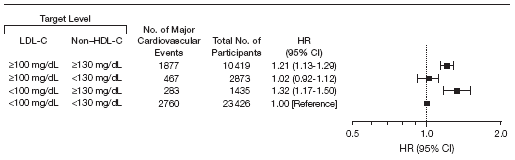 Target Level
LDL-C Non–HDL-C No. of Major Cardiovascular Events Total No. of Participants HR (95% CI)
≥100 mg/dL ≥130 mg/dL 1877 10 419 1.21 (1.13-1.29)
≥100 mg/dL <130 mg/dL 467 2873 1.02 (0.92-1.12)
<100 mg/dL ≥130 mg/dL 283 1435 1.32 (1.17-1.50)
<100 mg/dL <130 mg/dL 2760 23 426 1.00 [Reference]
0.5 1.0 2.0
HR (95% CI)